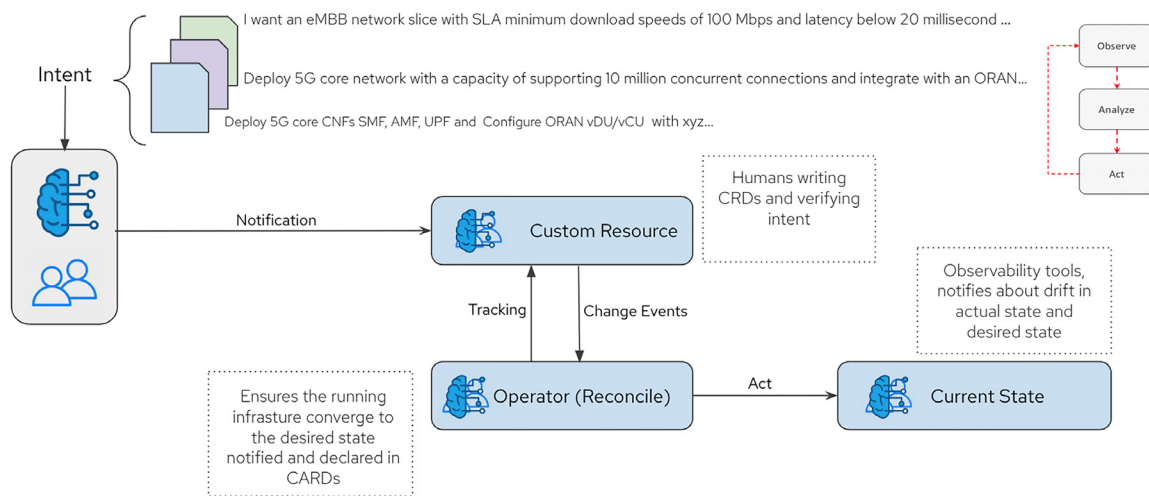 I want an eMBB network slice with SLA minimum download speeds of 100 Mbps and latency below 20 millisecond ...
Observe
Intent
Deploy 5G core network with a capacity of supporting 10 million concurrent connections and integrate with an ORAN...
Analyze
Deploy 5G core CNFs SMF, AMF, UPF and Configure ORAN vDU/vCU with xyz...
Act
Humans writing
CRDs and verifying
intent
Notification
Custom Resource
Observability tools,
notifies about drift in
actual state and
desired state
Tracking
Change Events
Ensures the running
infrasture converge to
the desired state
notified and declared in
CARDs
Operator (Reconcile)
Act
Current State